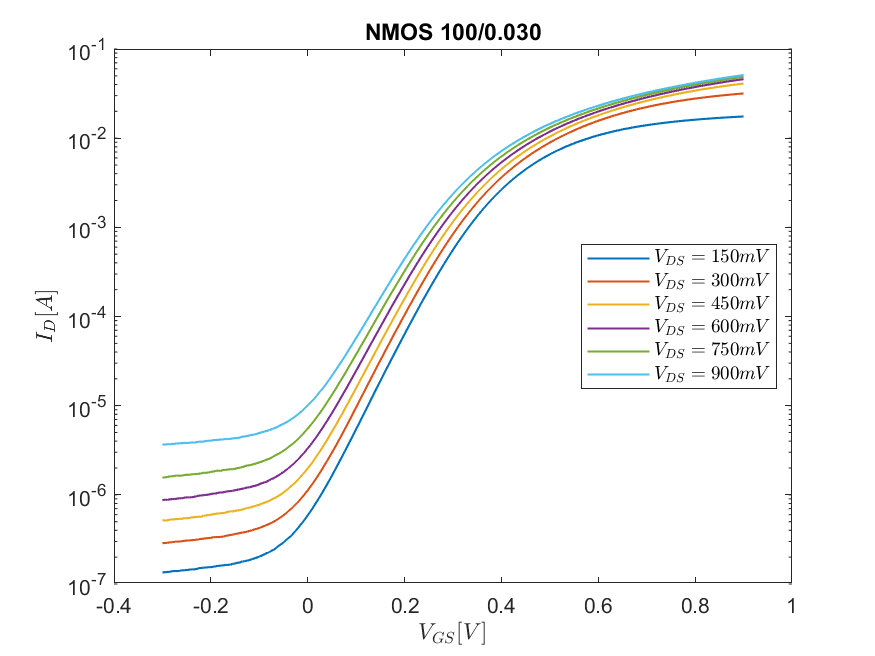 NMOS 100/0.030
10^-1
10^-2
10^-3
10^-4
10^-5
10^-6
10^-7
I_D[A]
V_DS = 150mV
V_DS = 300mV
V_DS = 450mV
V_DS = 600mV
V_DS = 750mV
V_DS = 900mV
-0.4 -0.2 0 0.2 0.4 0.6 0.8 1
V_GS[V]